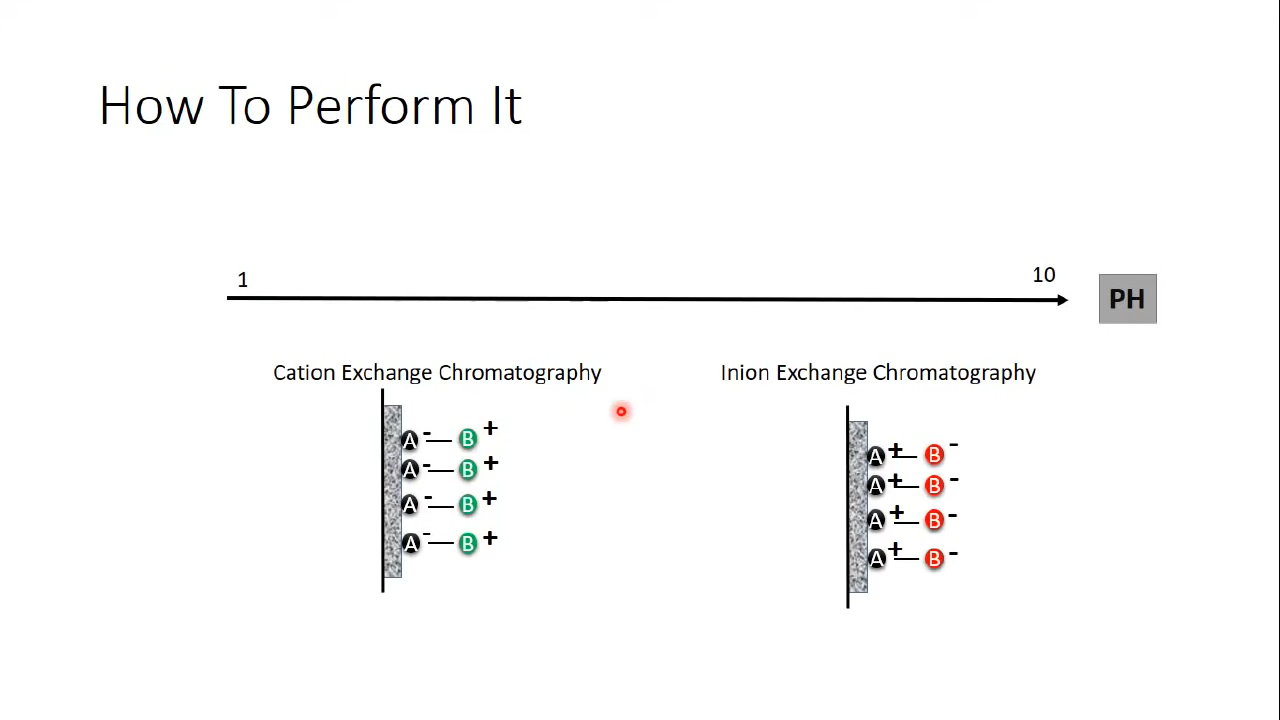 How To Perform It
1
10
PH
Cation Exchange Chromatography
Inion Exchange Chromatography
A - B +
A - B +
A - B +
A - B +
A + B -
A + B -
A + B -
A + B -